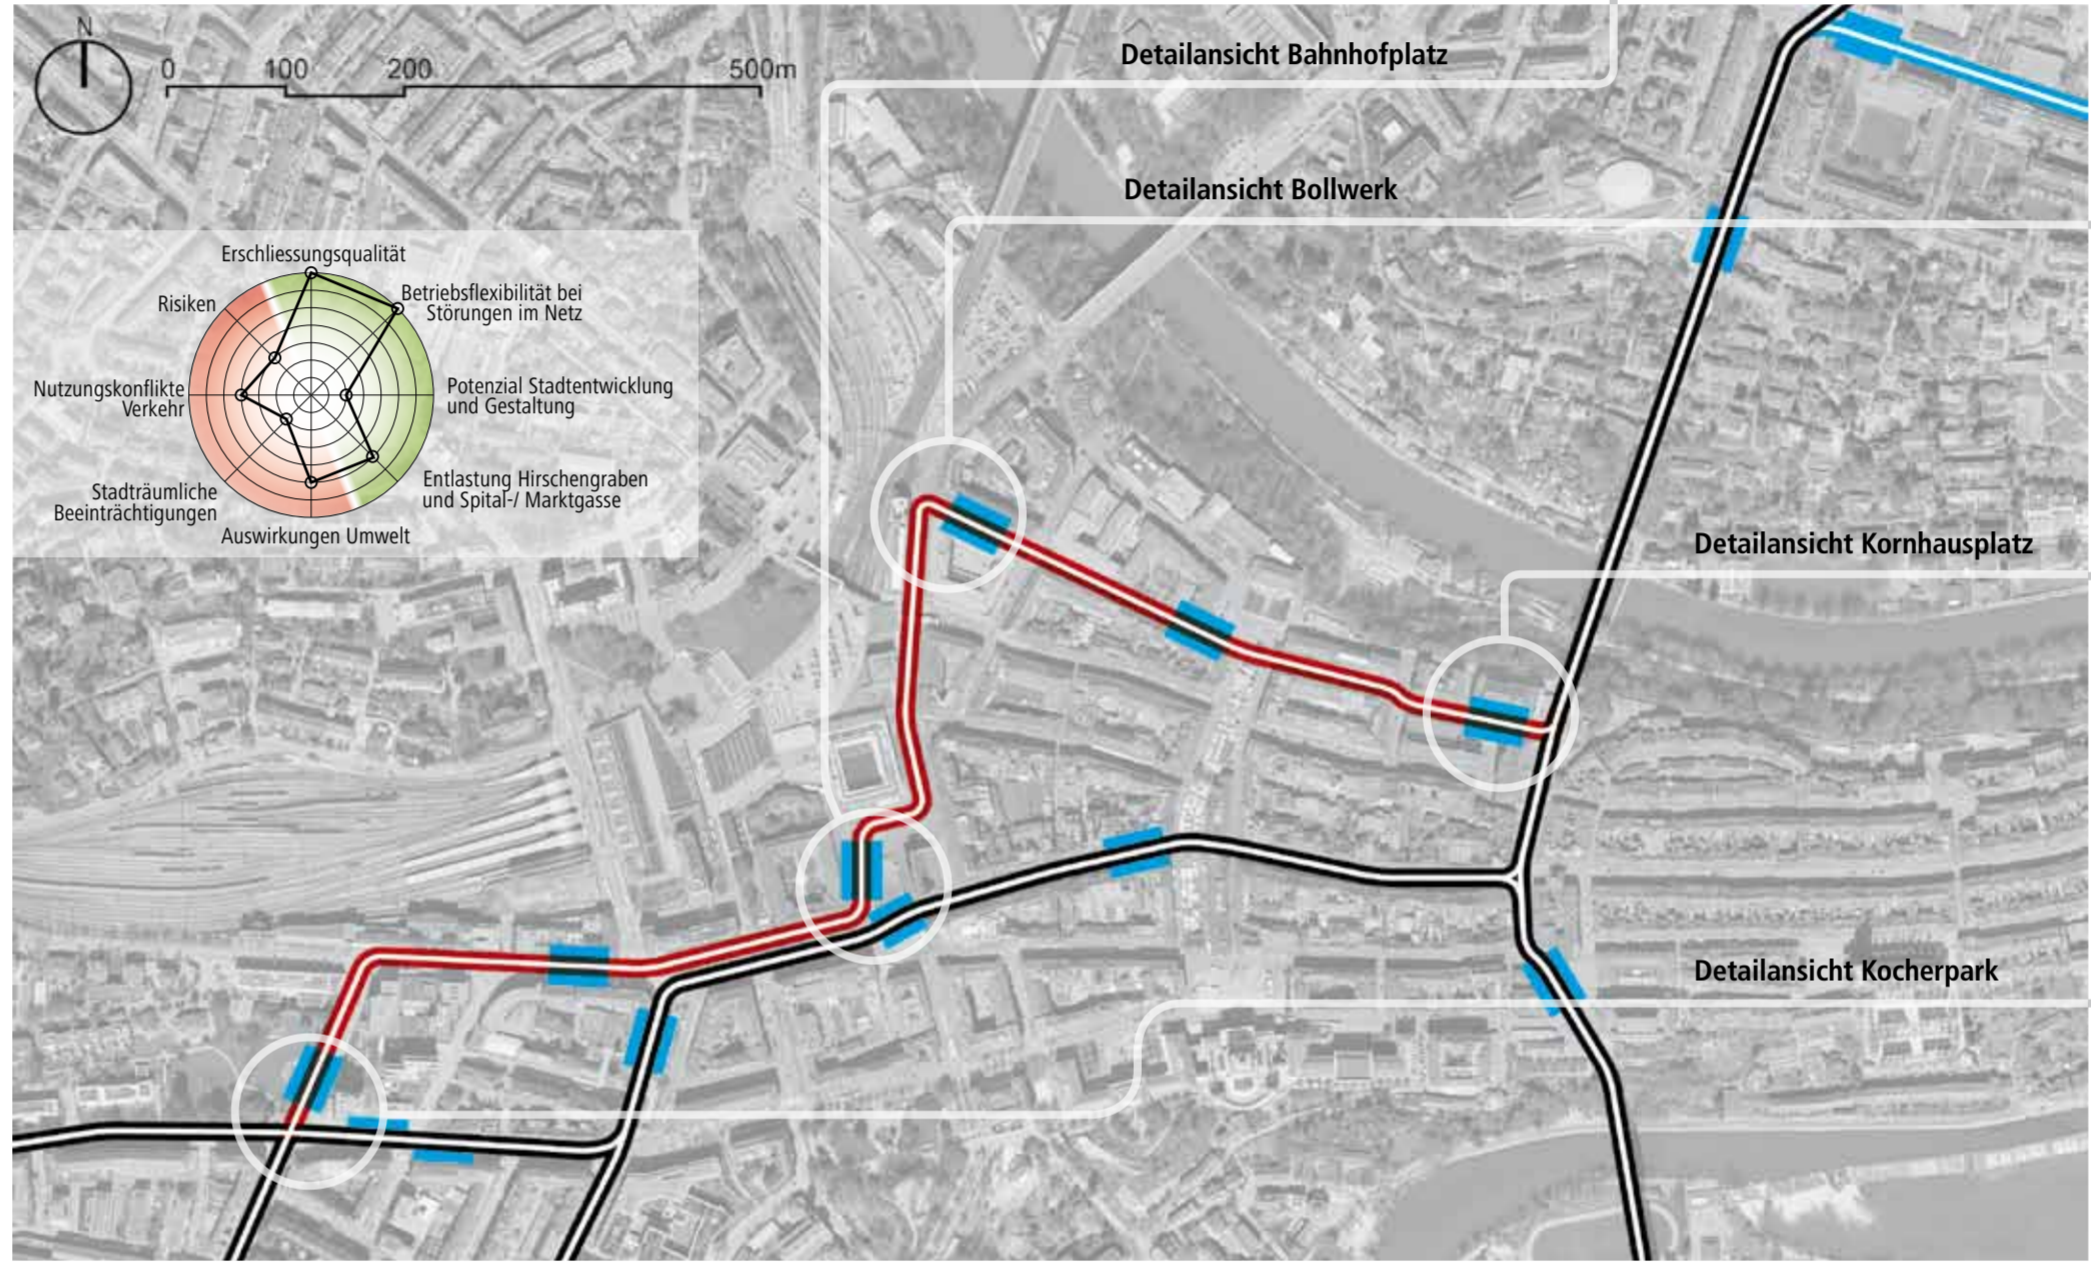 N
0 100 200 500m
Detailansicht Bahnhofplatz
Detailansicht Bollwerk
Erschliessungsqualität
Risiken
Betriebsflexibilität bei
Störungen im Netz
Nutzungskonflikte
Verkehr
Potenzial Stadtentwicklung
und Gestaltung
Stadträumliche
Beeinträchtigungen
Entlastung Hirschengraben
und Spital-/ Marktgasse
Auswirkungen Umwelt
Detailansicht Kornhausplatz
Detailansicht Kocherpark